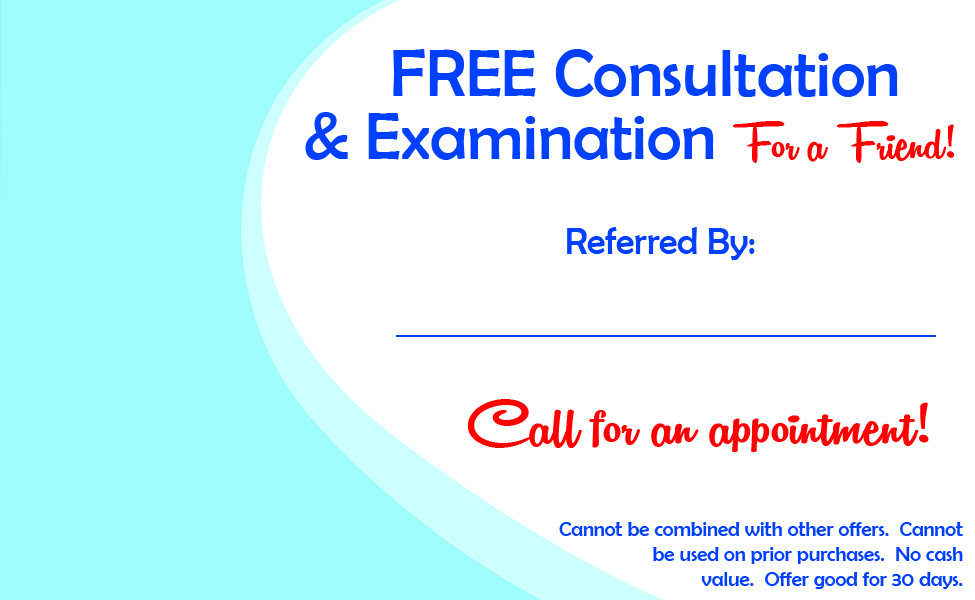 FREE Consultation
& Examination For a Friend!
Referred By:
Call for an appointment!
Cannot be combined with other offers.  Cannot
be used on prior purchases.  No cash
value.  Offer good for 30 days.